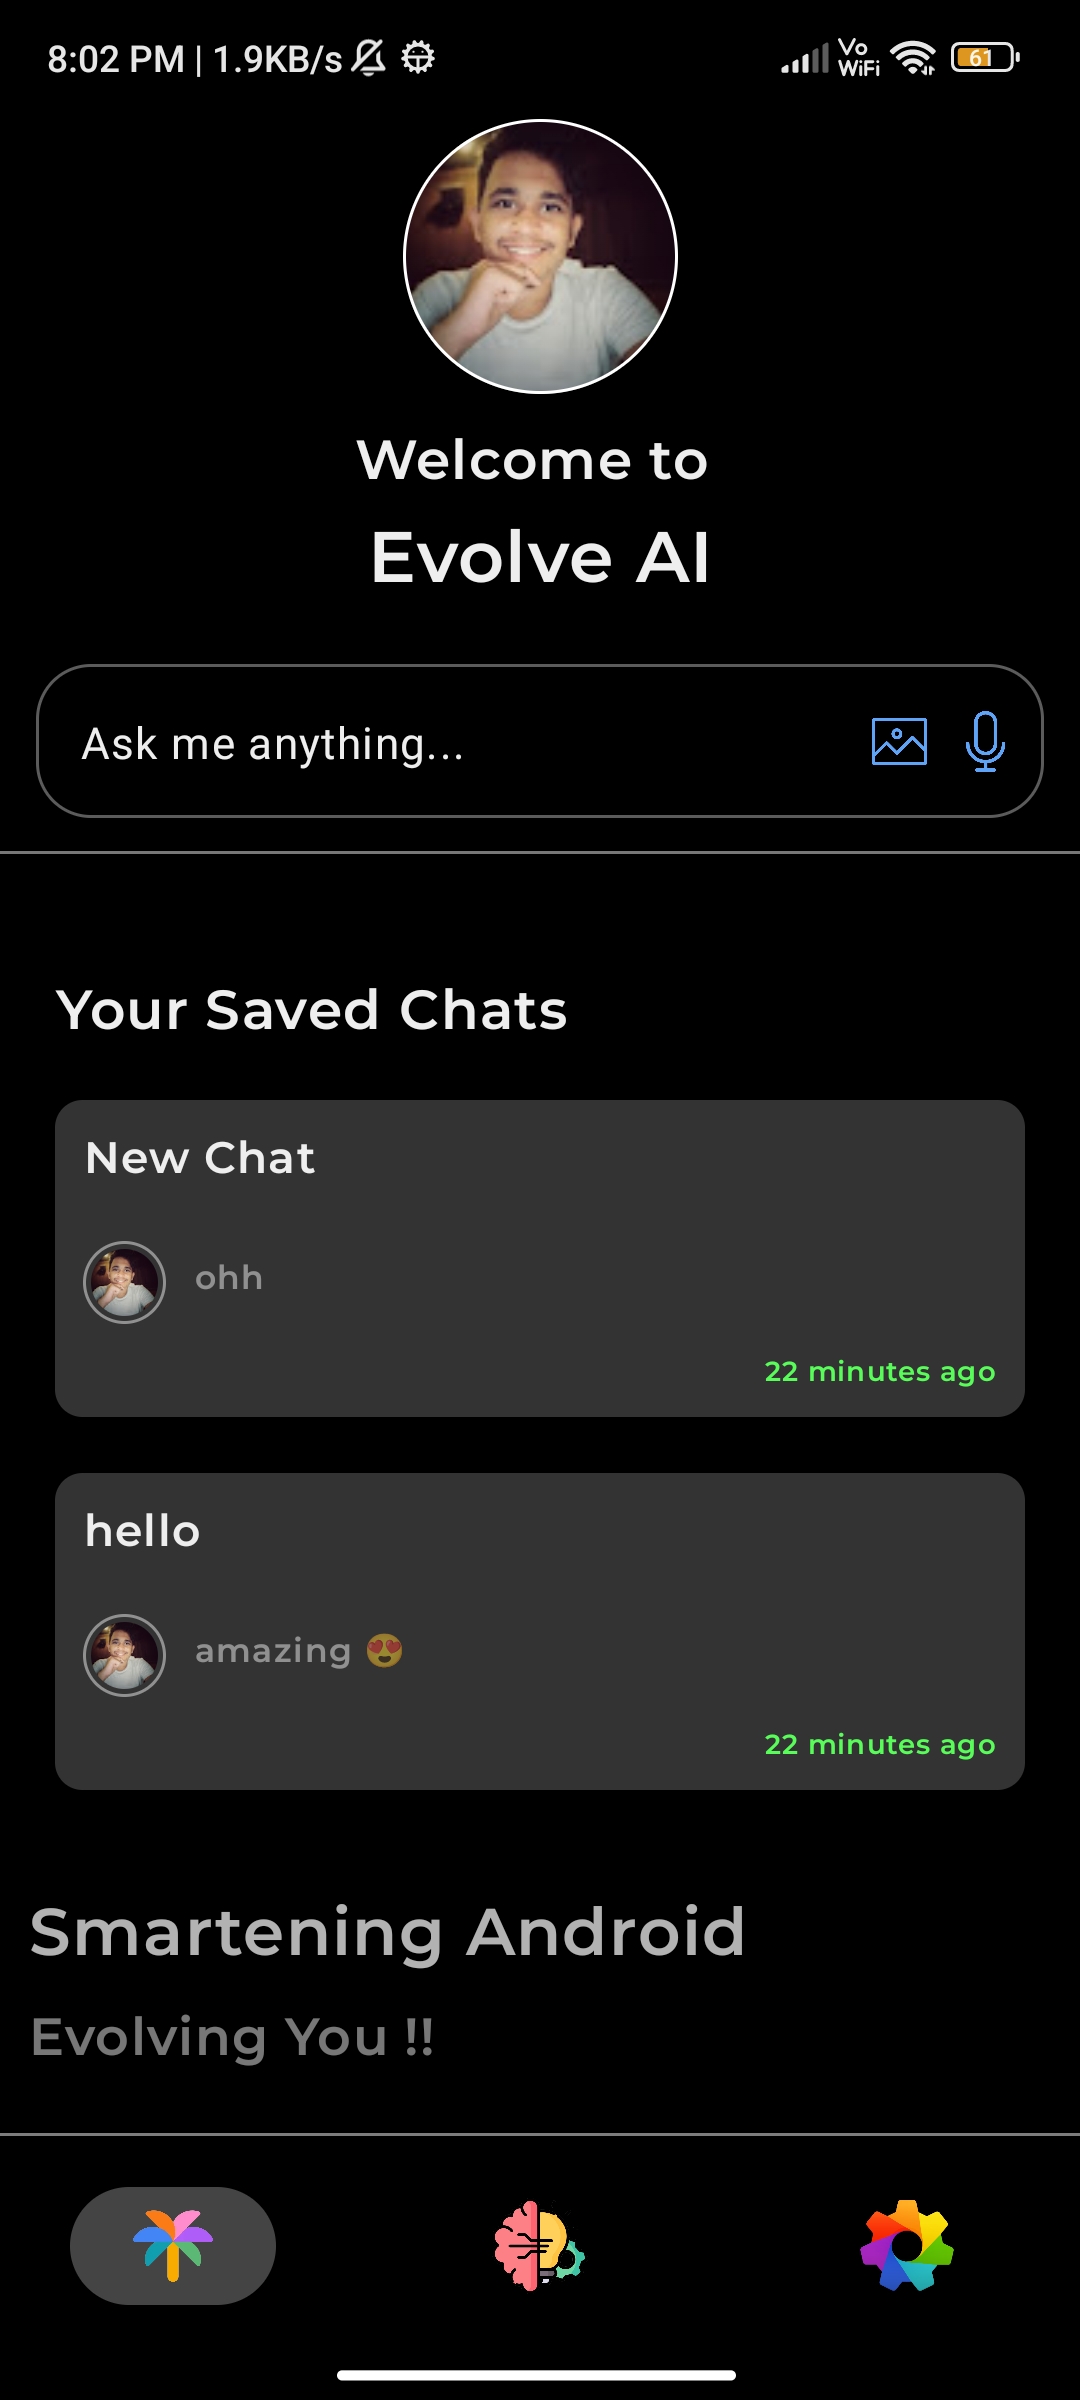 8:02 PM | 1.9KB/s
Vo
WiFi
61
Welcome to
Evolve AI
Ask me anything...
Your Saved Chats
New Chat
ohh
22 minutes ago
hello
amazing 😍
22 minutes ago
Smartening Android
Evolving You !!